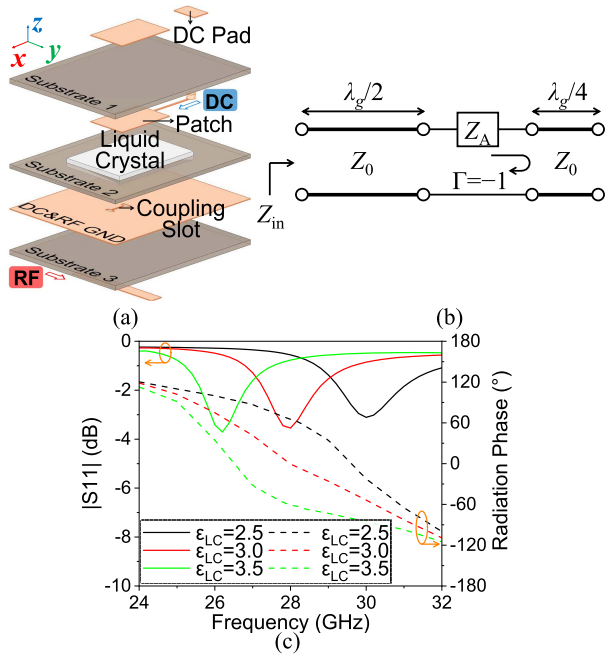 DC Pad
z
x
y
Substrate 1
DC
Patch
Liquid
Crystal
Substrate 2
Coupling
Slot
DC&RF GND
Substrate 3
RF
(a)
λg/2
λg/4
ZA
Z0
Z0
Γ=−1
Zin
(b)
0
-2
-4
-6
-8
-10
|S11| (dB)
180
120
60
0
-60
-120
-180
Radiation Phase (°)
εLC=2.5
εLC=2.5
εLC=3.0
εLC=3.0
εLC=3.5
εLC=3.5
24 26 28 30 32
Frequency (GHz)
(c)